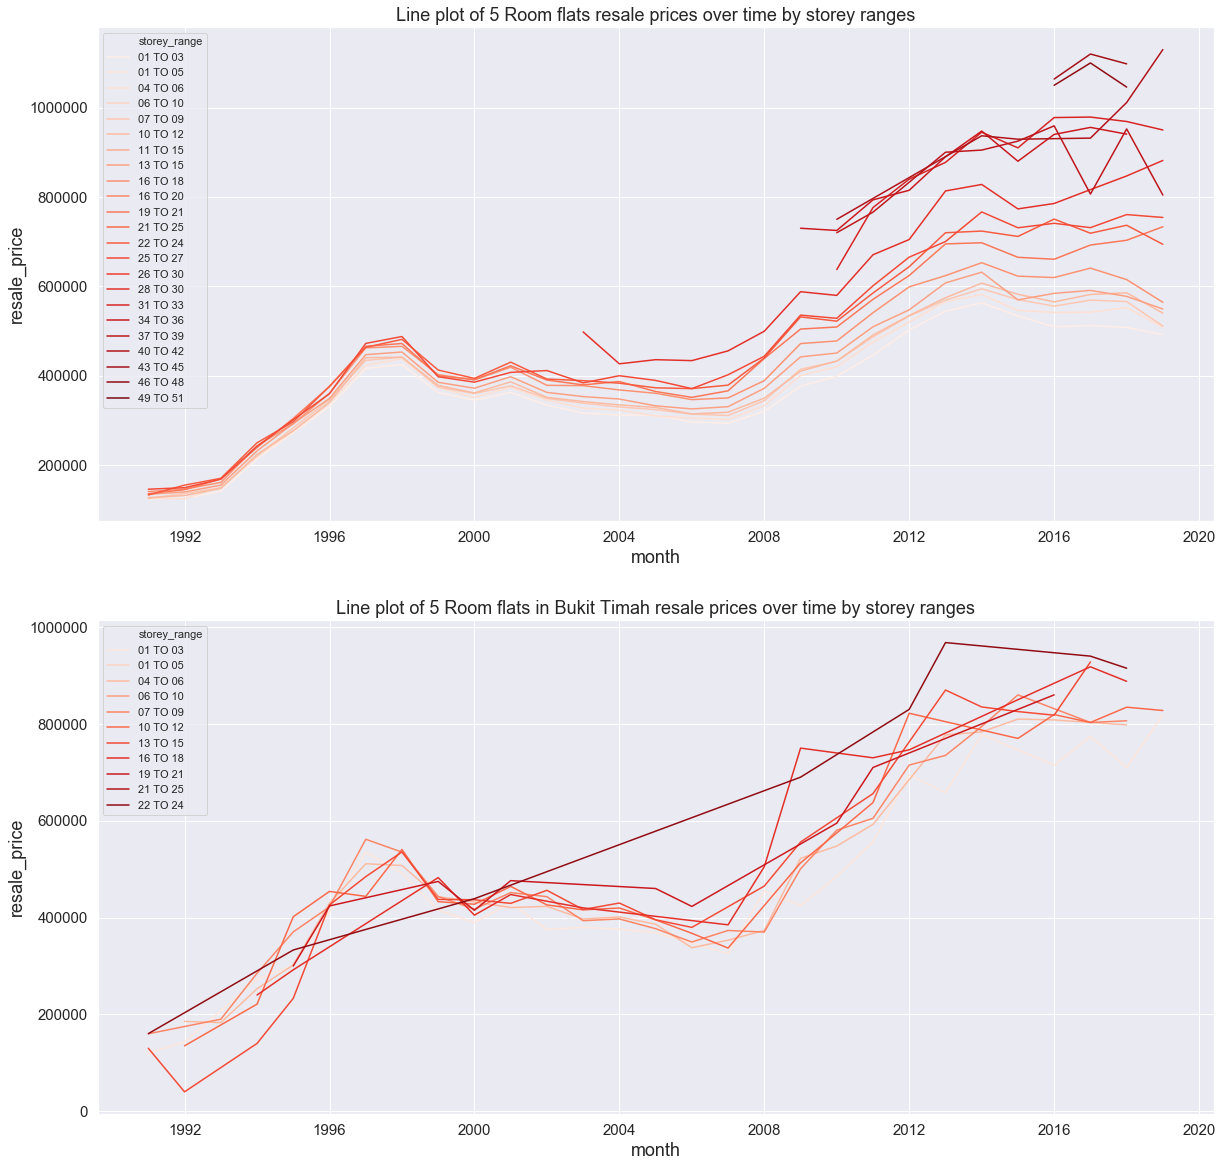 Line plot of 5 Room flats resale prices over time by storey ranges
storey_range
01 TO 03
01 TO 05
04 TO 06
06 TO 10
07 TO 09
10 TO 12
11 TO 15
13 TO 15
16 TO 18
16 TO 20
19 TO 21
21 TO 25
22 TO 24
25 TO 27
26 TO 30
28 TO 30
31 TO 33
34 TO 36
37 TO 39
40 TO 42
43 TO 45
46 TO 48
49 TO 51
1000000
800000
600000
400000
200000
resale_price
1992 1996 2000 2004 2008 2012 2016 2020
month
Line plot of 5 Room flats in Bukit Timah resale prices over time by storey ranges
storey_range
01 TO 03
01 TO 05
04 TO 06
06 TO 10
07 TO 09
10 TO 12
13 TO 15
16 TO 18
19 TO 21
21 TO 25
22 TO 24
1000000
800000
600000
400000
200000
0
resale_price
1992 1996 2000 2004 2008 2012 2016 2020
month